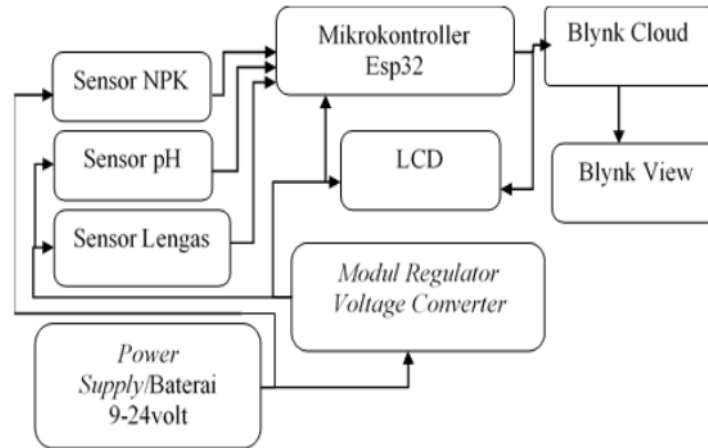 Mikrokontroller
Esp32
Blynk Cloud
Sensor NPK
Sensor pH
LCD
Blynk View
Sensor Lengas
Modul Regulator
Voltage Converter
Power
Supply/Baterai
9-24volt